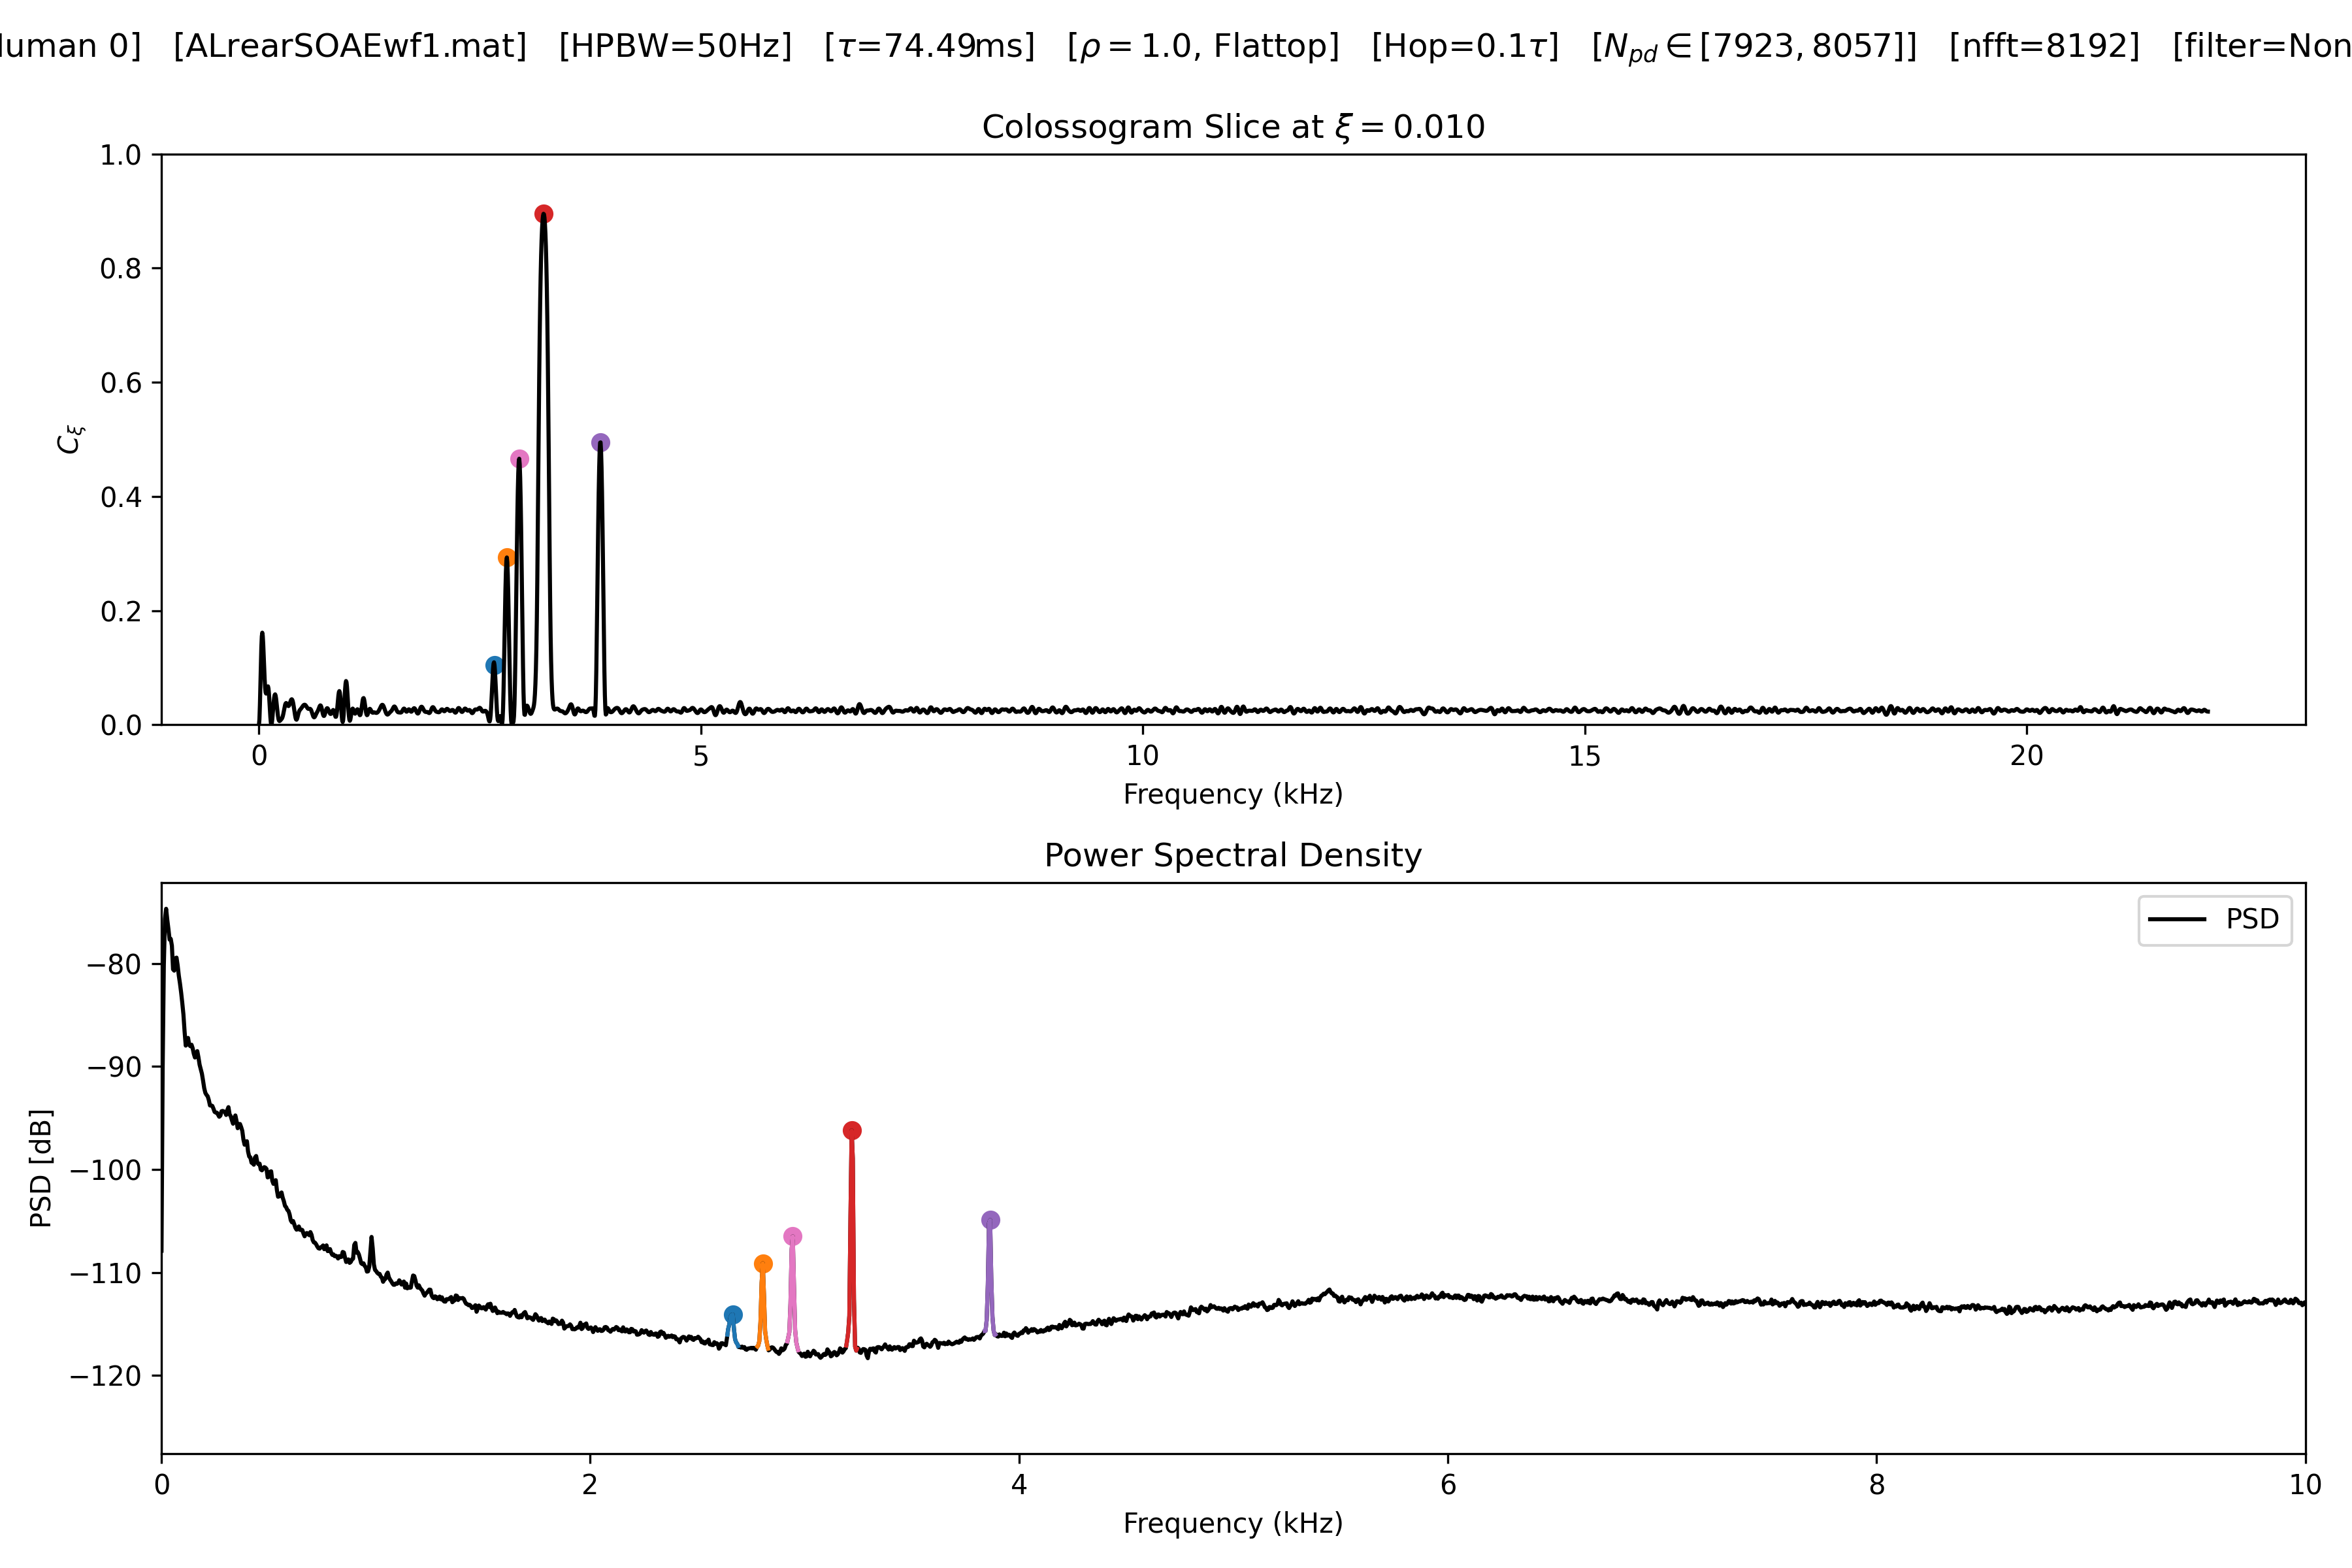 uman 0] [ALrearSOAEwf1.mat] [HPBW=50Hz] [τ=74.49ms] [ρ = 1.0, Flattop] [Hop=0.1τ] [N_pd ∈ [7923, 8057]] [nfft=8192] [filter=Non
Colossogram Slice at ξ = 0.010
1.0
0.8
0.6
0.4
0.2
0.0
C_ξ
0 5 10 15 20
Frequency (kHz)
Power Spectral Density
PSD
−80
−90
−100
−110
−120
PSD [dB]
0 2 4 6 8 10
Frequency (kHz)